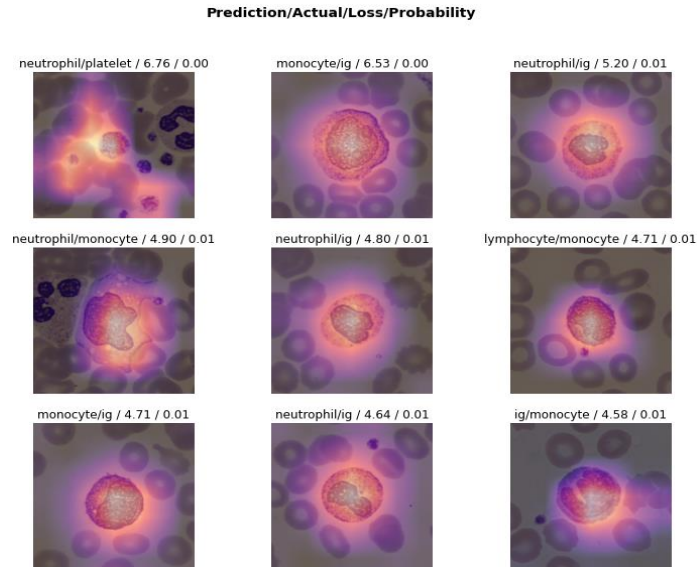 Prediction/Actual/Loss/Probability
neutrophil/platelet / 6.76 / 0.00
monocyte/ig / 6.53 / 0.00
neutrophil/ig / 5.20 / 0.01
neutrophil/monocyte / 4.90 / 0.01
neutrophil/ig / 4.80 / 0.01
lymphocyte/monocyte / 4.71 / 0.01
monocyte/ig / 4.71 / 0.01
neutrophil/ig / 4.64 / 0.01
ig/monocyte / 4.58 / 0.01